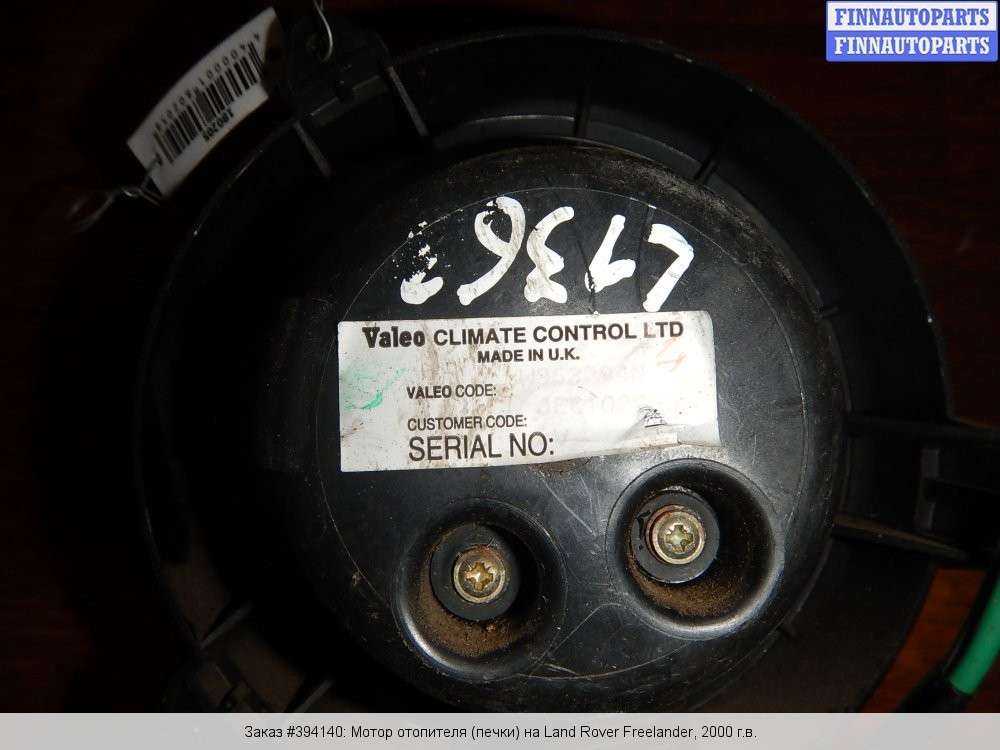 FINNAUTOPARTS
FINNAUTOPARTS
180705
Valeo CLIMATE CONTROL LTD
MADE IN U.K.
VALEO CODE:
CUSTOMER CODE:
SERIAL NO:
Заказ #394140: Мотор отопителя (печки) на Land Rover Freelander, 2000 г.в.